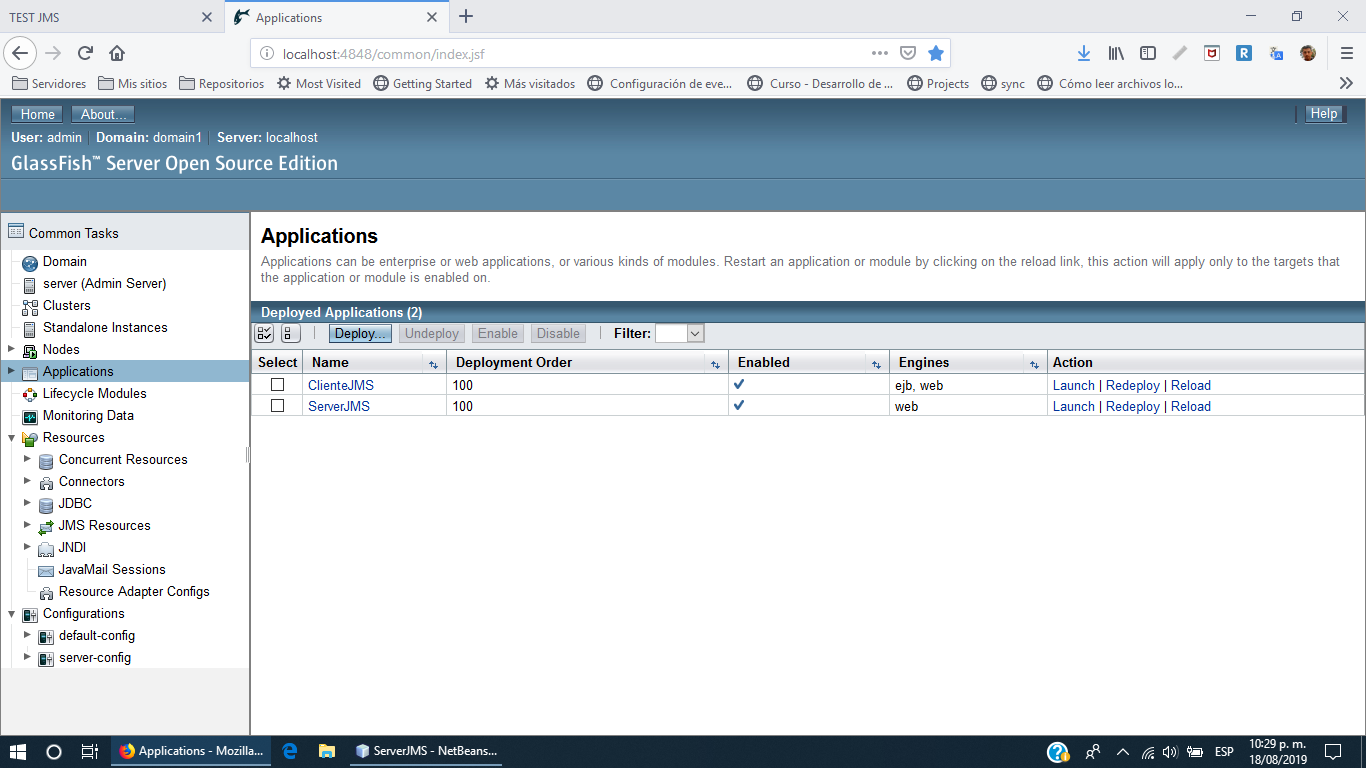 TEST JMS
Applications
localhost:4848/common/index.jsf
Servidores
Mis sitios
Repositorios
Most Visited
Getting Started
Más visitados
Configuración de eve...
Curso - Desarrollo de ...
Projects
sync
Cómo leer archivos lo...
Home
About...
Help
User: admin
Domain: domain1
Server: localhost
GlassFish™ Server Open Source Edition
Common Tasks
Domain
server (Admin Server)
Clusters
Standalone Instances
Nodes
Applications
Lifecycle Modules
Monitoring Data
Resources
Concurrent Resources
Connectors
JDBC
JMS Resources
JNDI
JavaMail Sessions
Resource Adapter Configs
Configurations
default-config
server-config
Applications
Applications can be enterprise or web applications, or various kinds of modules. Restart an application or module by clicking on the reload link, this action will apply only to the targets that
the application or module is enabled on.
Deployed Applications (2)
Deploy... Undeploy Enable Disable Filter:
Select Name Deployment Order Enabled Engines Action
ClienteJMS 100 ejb, web Launch | Redeploy | Reload
ServerJMS 100 web Launch | Redeploy | Reload
Applications - Mozilla...
ServerJMS - NetBeans...
ESP
10:29 p. m.
18/08/2019